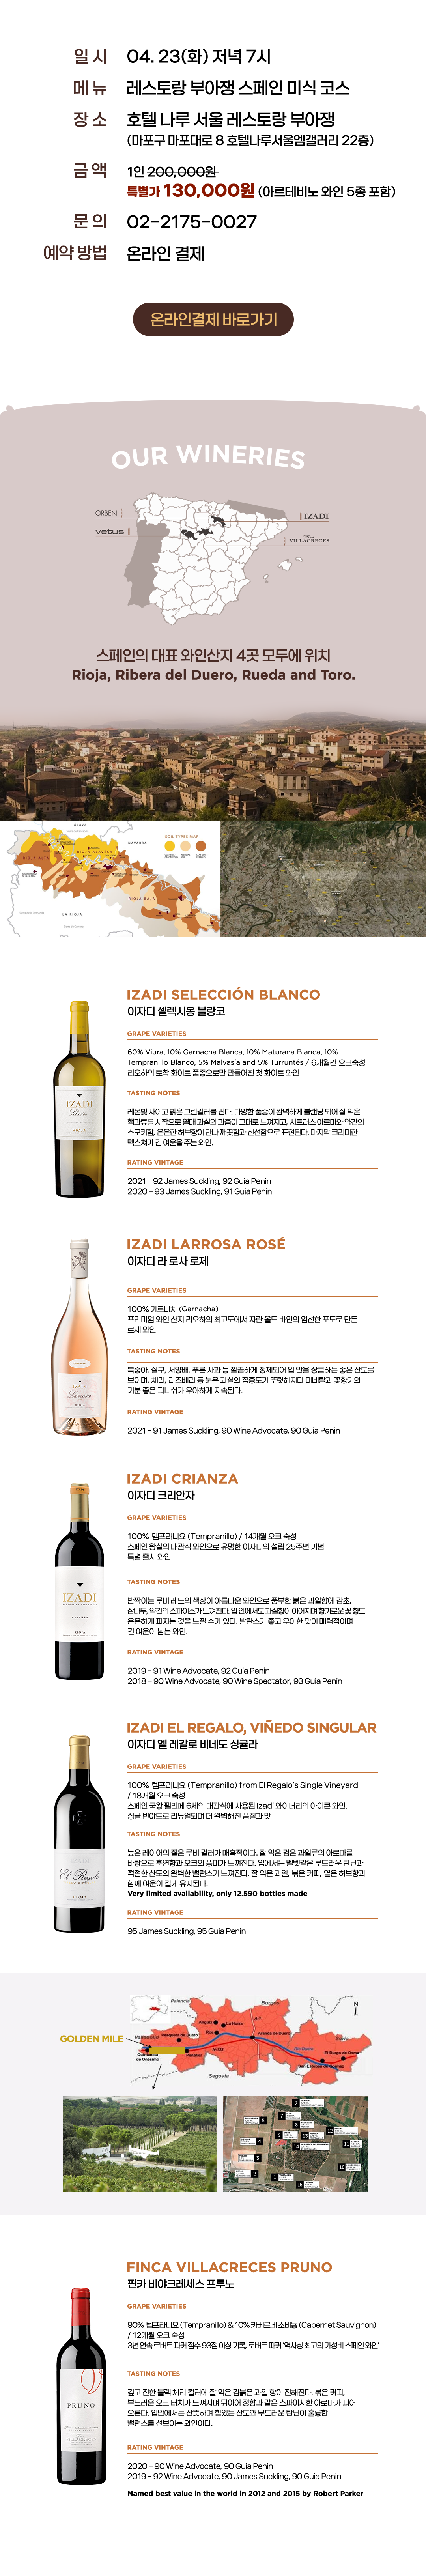 일 시 04. 23(화) 저녁 7시
메 뉴 레스토랑 부아쟁 스페인 미식 코스
장 소 호텔 나루 서울 레스토랑 부아쟁
(마포구 마포대로 8 호텔나루서울엠갤러리 22층)
금 액 1인 200,000원
특별가 130,000원 (아르테비노 와인 5종 포함)
문 의 02-2175-0027
예약 방법 온라인 결제
온라인결제 바로가기
OUR WINERIES
ORBEN
IZADI
vetus
VILLACRECES
스페인의 대표 와인산지 4곳 모두에 위치
Rioja, Ribera del Duero, Rueda and Toro.
ALAVA
SOIL TYPES MAP
NAVARRA
RIOJA ALAVESA
RIOJA ALTA
RIOJA BAJA
LA RIOJA
IZADI SELECCIÓN BLANCO
이자디 셀렉시옹 블랑코
GRAPE VARIETIES
60% Viura, 10% Garnacha Blanca, 10% Maturana Blanca, 10%
Tempranillo Blanco, 5% Malvasia and 5% Turruntés / 6개월간 오크숙성
리오하의 토착 화이트 품종으로만 만들어진 첫 화이트 와인
TASTING NOTES
레몬빛 사이고 밝은 그린컬러를 띤다. 다양한 품종이 완벽하게 블렌딩 되어 잘 익은
핵과류를 시작으로 열대 과실의 과즙이 그대로 느껴지고, 시트러스 아로마와 약간의
스모키함, 은은한 허브향이 만나 깨끗함과 신선함으로 표현된다. 마지막 크리미한
텍스쳐가 긴 여운을 주는 와인.
RATING VINTAGE
2021 - 92 James Suckling, 92 Guia Penin
2020 - 93 James Suckling, 91 Guia Penin
IZADI
Selección
RIOJA
IZADI LARROSA ROSÉ
이자디 라 로사 로제
GRAPE VARIETIES
100% 가르나차 (Garnacha)
프리미엄 와인 산지 리오하의 최고도에서 자란 올드 바인의 엄선한 포도로 만든
로제 와인
TASTING NOTES
복숭아, 살구, 서양배, 푸른 사과 등 깔끔하게 정제되어 입 안을 상큼하는 좋은 산도를
보이며, 체리, 라즈베리 등 붉은 과실의 집중도가 뚜렷해지다 미네랄과 꽃향기의
기분 좋은 피니쉬가 우아하게 지속된다.
RATING VINTAGE
2021 - 91 James Suckling, 90 Wine Advocate, 90 Guia Penin
IZADI
Larrosa
IZADI CRIANZA
이자디 크리안자
GRAPE VARIETIES
100% 템프라니요 (Tempranillo) / 14개월 오크 숙성
스페인 왕실의 대관식 와인으로 유명한 이자디의 설립 25주년 기념
특별 출시 와인
TASTING NOTES
반짝이는 루비 레드의 색상이 아름다운 와인으로 풍부한 붉은 과일향에 감초,
삼나무, 약간의 스파이스가 느껴진다. 입 안에서도 과실향이 이어지며 향기로운 꽃 향도
은은하게 퍼지는 것을 느낄 수가 있다. 발란스가 좋고 우아한 맛이 매력적이며
긴 여운이 남는 와인.
RATING VINTAGE
2019 - 91 Wine Advocate, 92 Guia Penin
2018 - 90 Wine Advocate, 90 Wine Spectator, 93 Guia Penin
IZADI
CRIANZA
RIOJA
IZADI EL REGALO, VIÑEDO SINGULAR
이자디 엘 레갈로 비녜도 싱귤라
GRAPE VARIETIES
100% 템프라니요 (Tempranillo) from El Regalo's Single Vineyard
/ 18개월 오크 숙성
스페인 국왕 펠리페 6세의 대관식에 사용된 Izadi 와이너리의 아이콘 와인.
싱글 빈야드로 리뉴얼되며 더 완벽해진 품질과 맛
TASTING NOTES
높은 레이어의 짙은 루비 컬러가 매혹적이다. 잘 익은 검은 과일류의 아로마를
바탕으로 훈연향과 오크의 풍미가 느껴진다. 입에서는 벨벳같은 부드러운 탄닌과
적절한 산도의 완벽한 밸런스가 느껴진다. 잘 익은 과일, 볶은 커피, 옅은 허브향과
함께 여운이 길게 유지된다.
Very limited availability, only 12.590 bottles made
RATING VINTAGE
95 James Suckling, 95 Guia Penin
IZADI
El Regalo
RIOJA
GOLDEN MILE
Palencia
Burgos
Valladolid
Soria
Segovia
Pesquera de Duero
Peñafiel
Roa
La Horra
Aranda de Duero
El Burgo de Osma
FINCA VILLACRECES PRUNO
핀카 비야크레세스 프루노
GRAPE VARIETIES
90% 템프라니요 (Tempranillo) & 10% 카베르네 소비뇽 (Cabernet Sauvignon)
/ 12개월 오크 숙성
3년 연속 로버트 파커 점수 93점 이상 기록, 로버트 파커 '역사상 최고의 가성비 스페인 와인'
TASTING NOTES
깊고 진한 블랙 체리 컬러에 잘 익은 검붉은 과일 향이 전해진다. 볶은 커피,
부드러운 오크 터치가 느껴지며 뒤이어 정향과 같은 스파이시한 아로마가 피어
오른다. 입안에서는 산뜻하며 힘있는 산도와 부드러운 탄닌이 훌륭한
밸런스를 선보이는 와인이다.
RATING VINTAGE
2020 - 90 Wine Advocate, 90 Guia Penin
2019 - 92 Wine Advocate, 90 James Suckling, 90 Guia Penin
Named best value in the world in 2012 and 2015 by Robert Parker
PRUNO
VILLACRECES